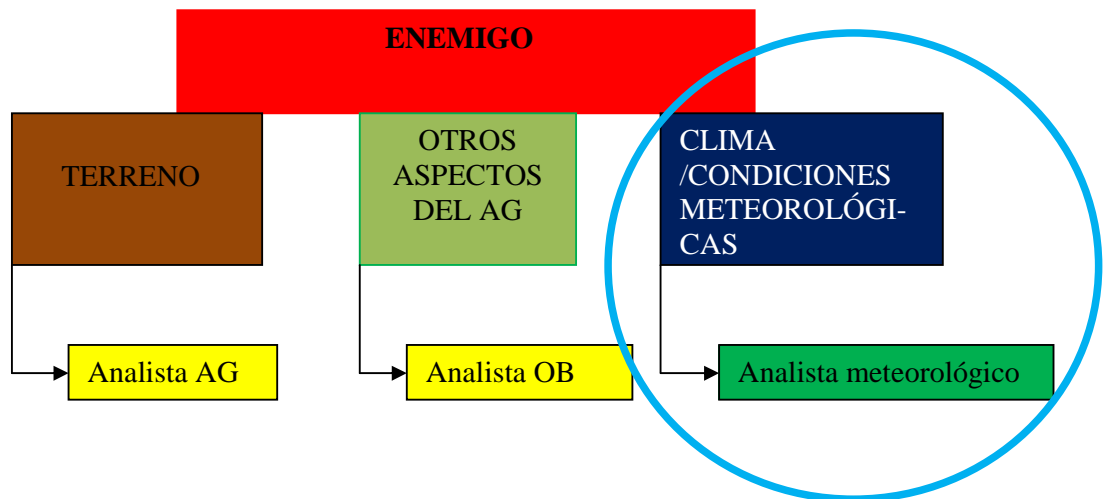 ENEMIGO
TERRENO
OTROS
ASPECTOS
DEL AG
CLIMA
/CONDICIONES
METEOROLÓGI-
CAS
Analista AG
Analista OB
Analista meteorológico